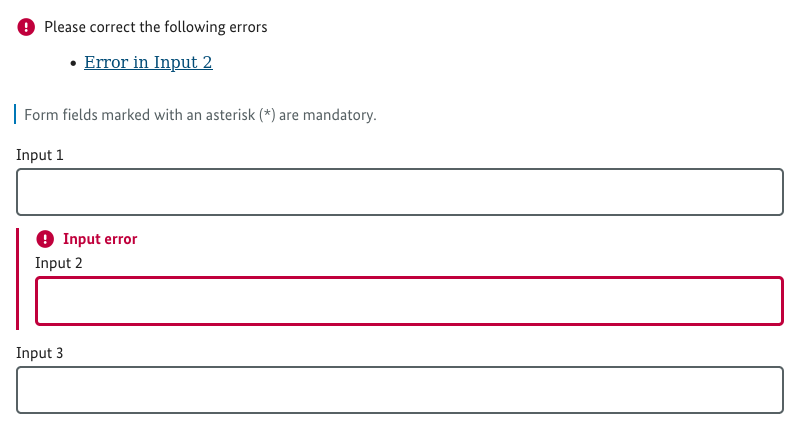 Please correct the following errors
• Error in Input 2
Form fields marked with an asterisk (*) are mandatory.
Input 1
Input error
Input 2
Input 3